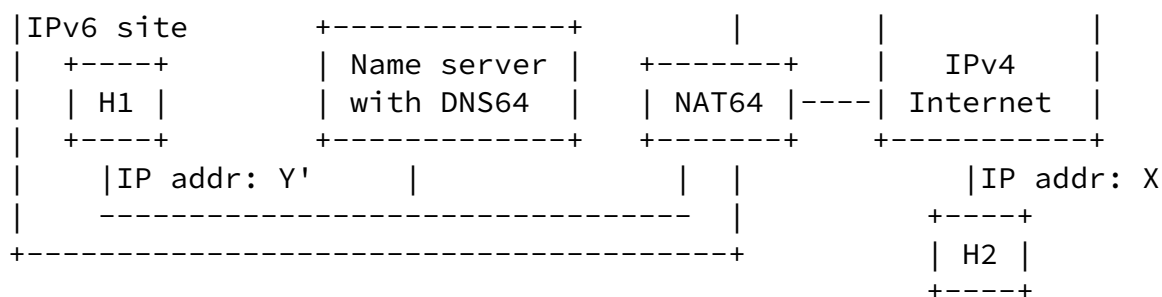 |IPv6 site       +-------------+        |        |            |
|  +----+        | Name server |   +-------+     |    IPv4    |
|  | H1 |        | with DNS64  |   | NAT64 |----| Internet  |
|  +----+        +-------------+   +-------+     +-----------+
|    |IP addr: Y'     |              |  |            |IP addr: X
|    ---------------------------------  |          +----+
+---------------------------------------+          | H2 |
                                                   +----+